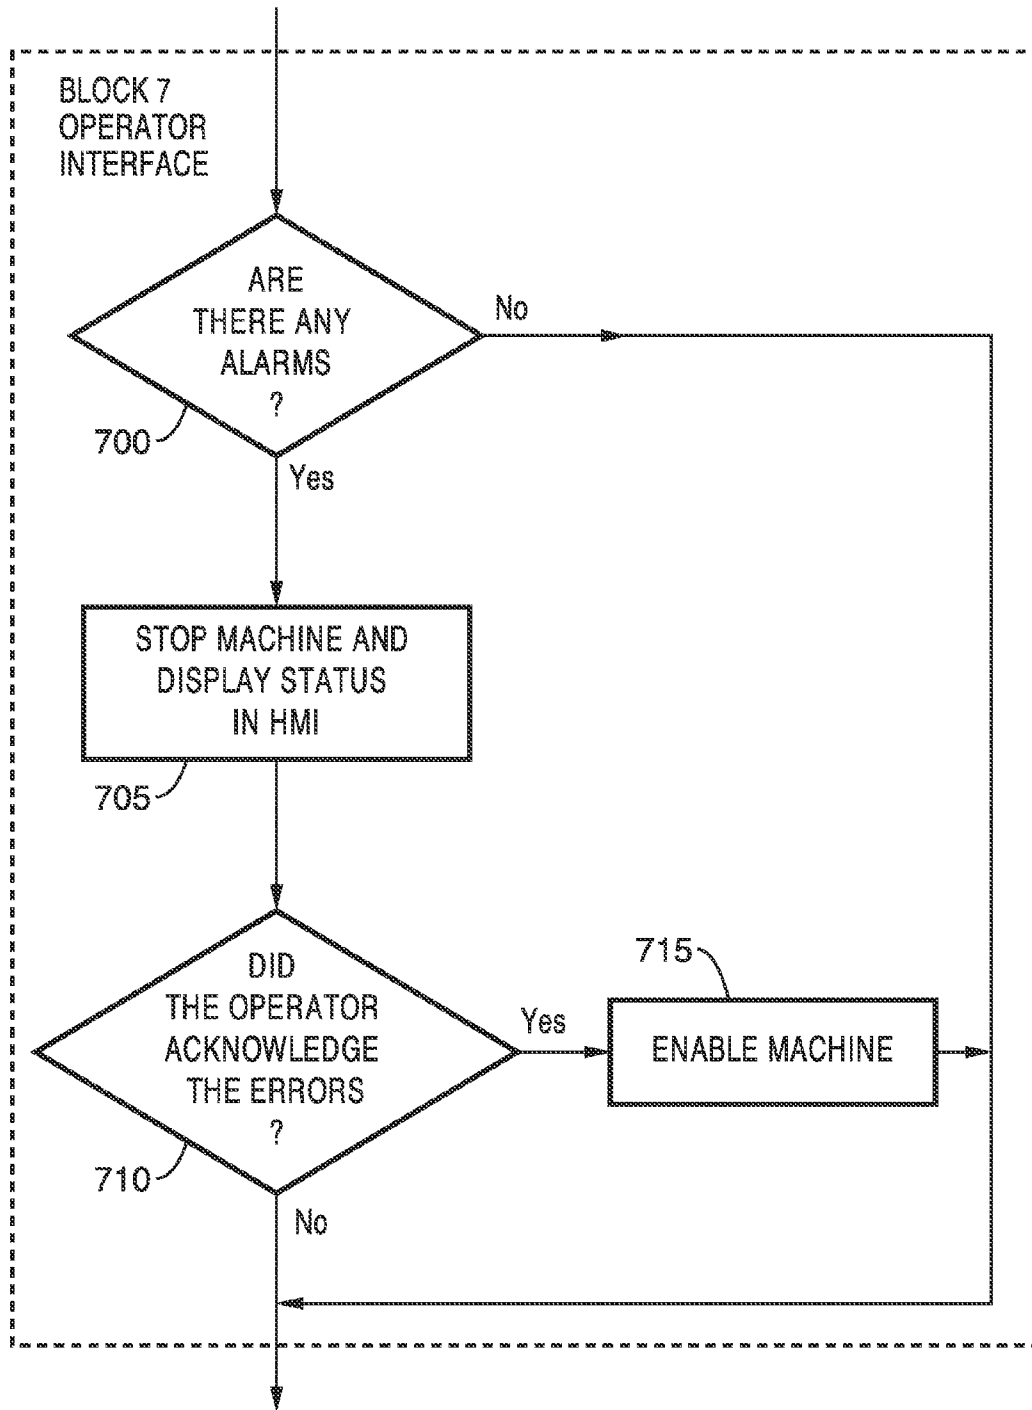 BLOCK 7
OPERATOR
INTERFACE
ARE
THERE ANY
ALARMS
?
No
700
Yes
STOP MACHINE AND
DISPLAY STATUS
IN HMI
705
DID
THE OPERATOR
ACKNOWLEDGE
THE ERRORS
?
710
Yes
715
ENABLE MACHINE
No